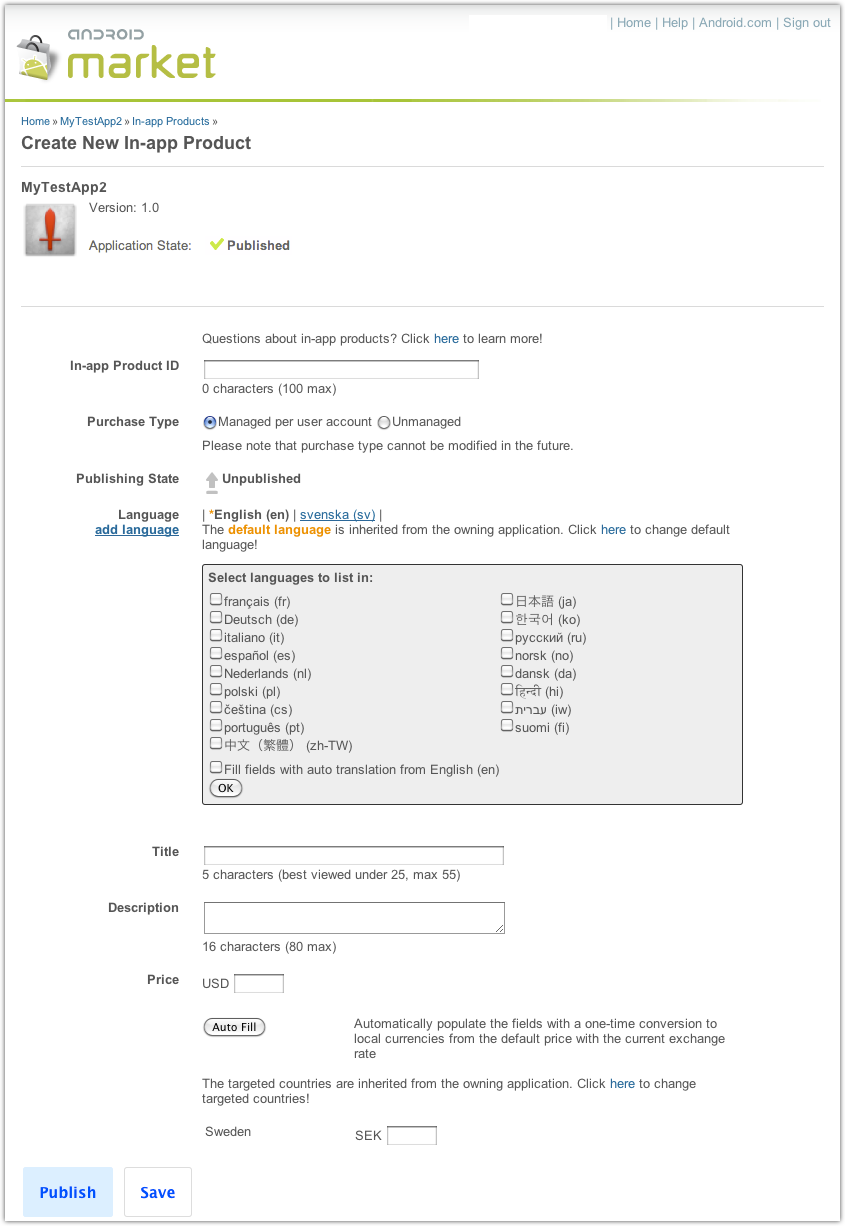 | Home | Help | Android.com | Sign out
ANDROID
market
Home » MyTestApp2 » In-app Products »
Create New In-app Product
MyTestApp2
Version: 1.0
Application State: Published
Questions about in-app products? Click here to learn more!
In-app Product ID
0 characters (100 max)
Purchase Type Managed per user account Unmanaged
Please note that purchase type cannot be modified in the future.
Publishing State Unpublished
Language | *English (en) | svenska (sv) |
add language The default language is inherited from the owning application. Click here to change default
language!
Select languages to list in:
français (fr) 日本語 (ja)
Deutsch (de) 한국어 (ko)
italiano (it) русский (ru)
español (es) norsk (no)
Nederlands (nl) dansk (da)
polski (pl) हिन्दी (hi)
čeština (cs) עברית (iw)
português (pt) suomi (fi)
中文（繁體） (zh-TW)
Fill fields with auto translation from English (en)
OK
Title
5 characters (best viewed under 25, max 55)
Description
16 characters (80 max)
Price USD
Auto Fill Automatically populate the fields with a one-time conversion to
local currencies from the default price with the current exchange
rate
The targeted countries are inherited from the owning application. Click here to change
targeted countries!
Sweden SEK
Publish Save